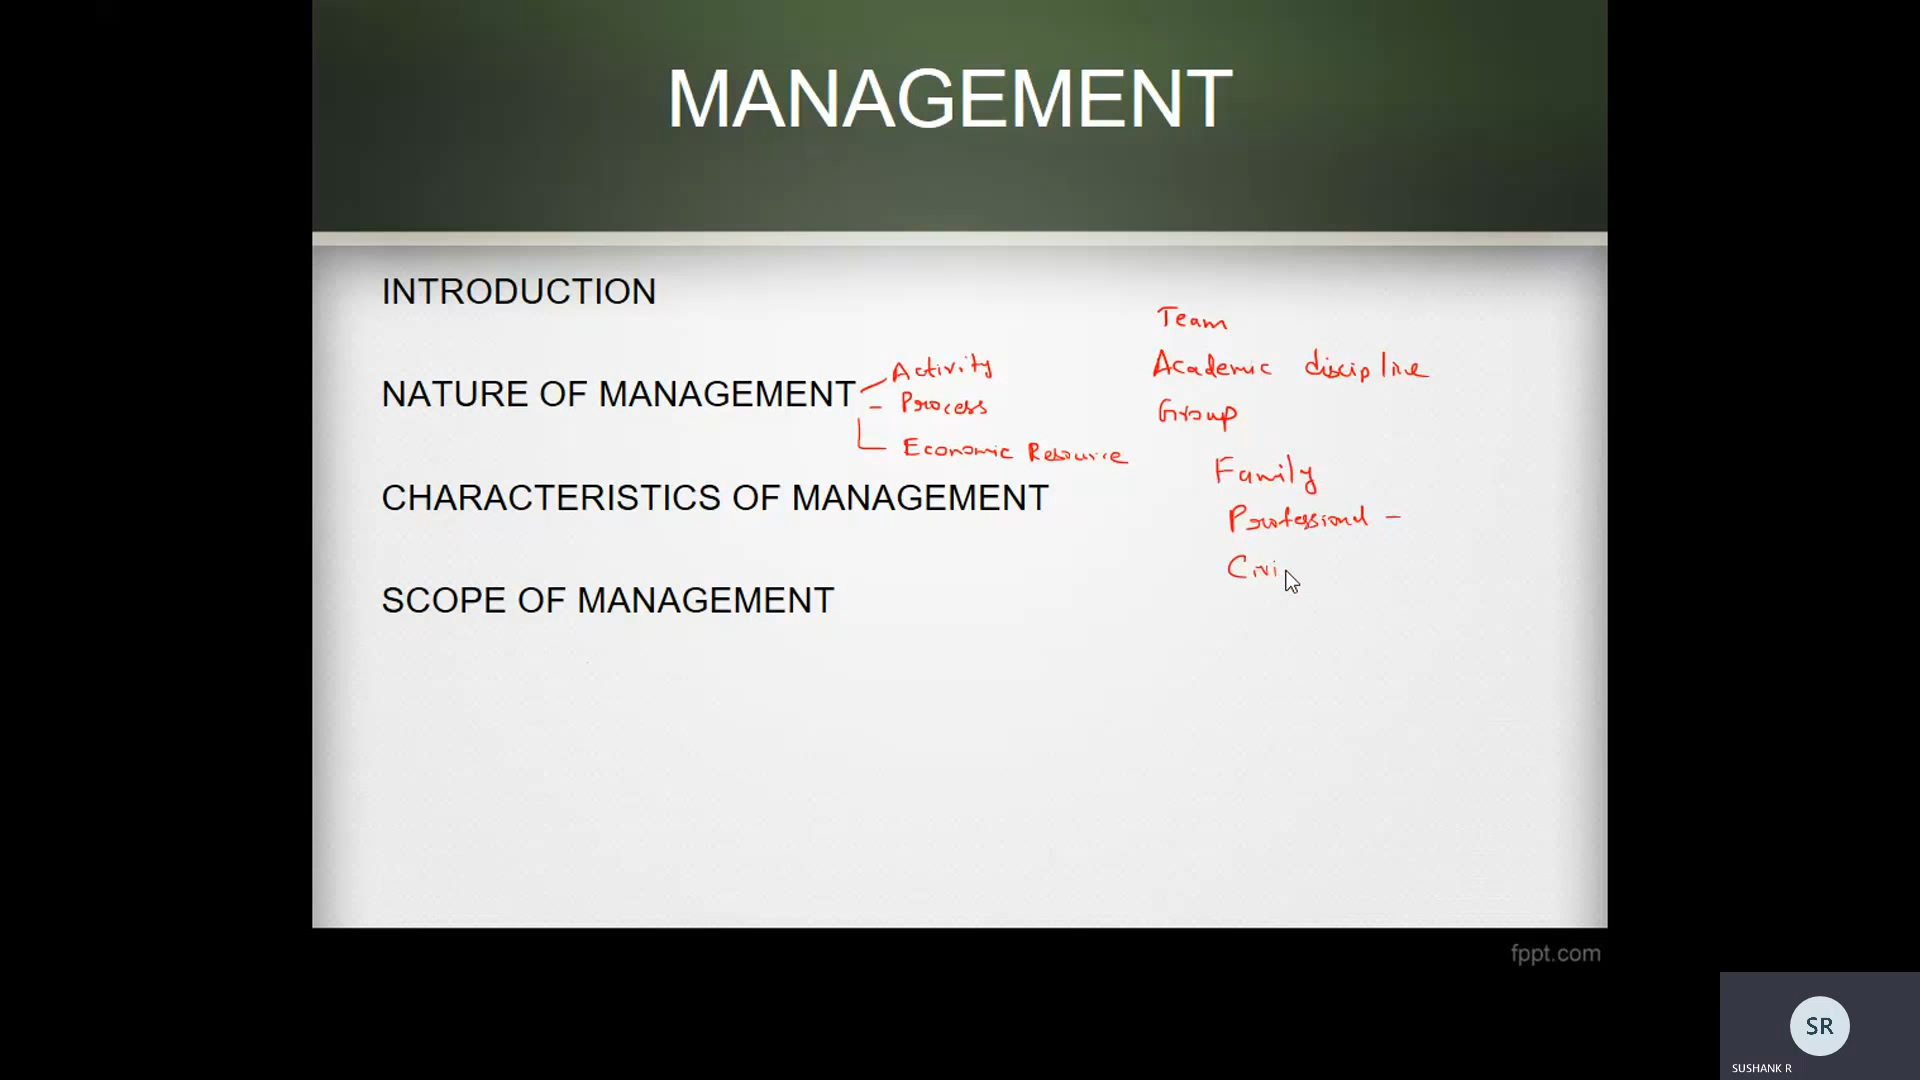 MANAGEMENT
INTRODUCTION
NATURE OF MANAGEMENT
Activity
- Process
Economic Resource
CHARACTERISTICS OF MANAGEMENT
SCOPE OF MANAGEMENT
Team
Academic discipline
Group
Family
Professional -
Civi
fppt.com
SR
SUSHANK R